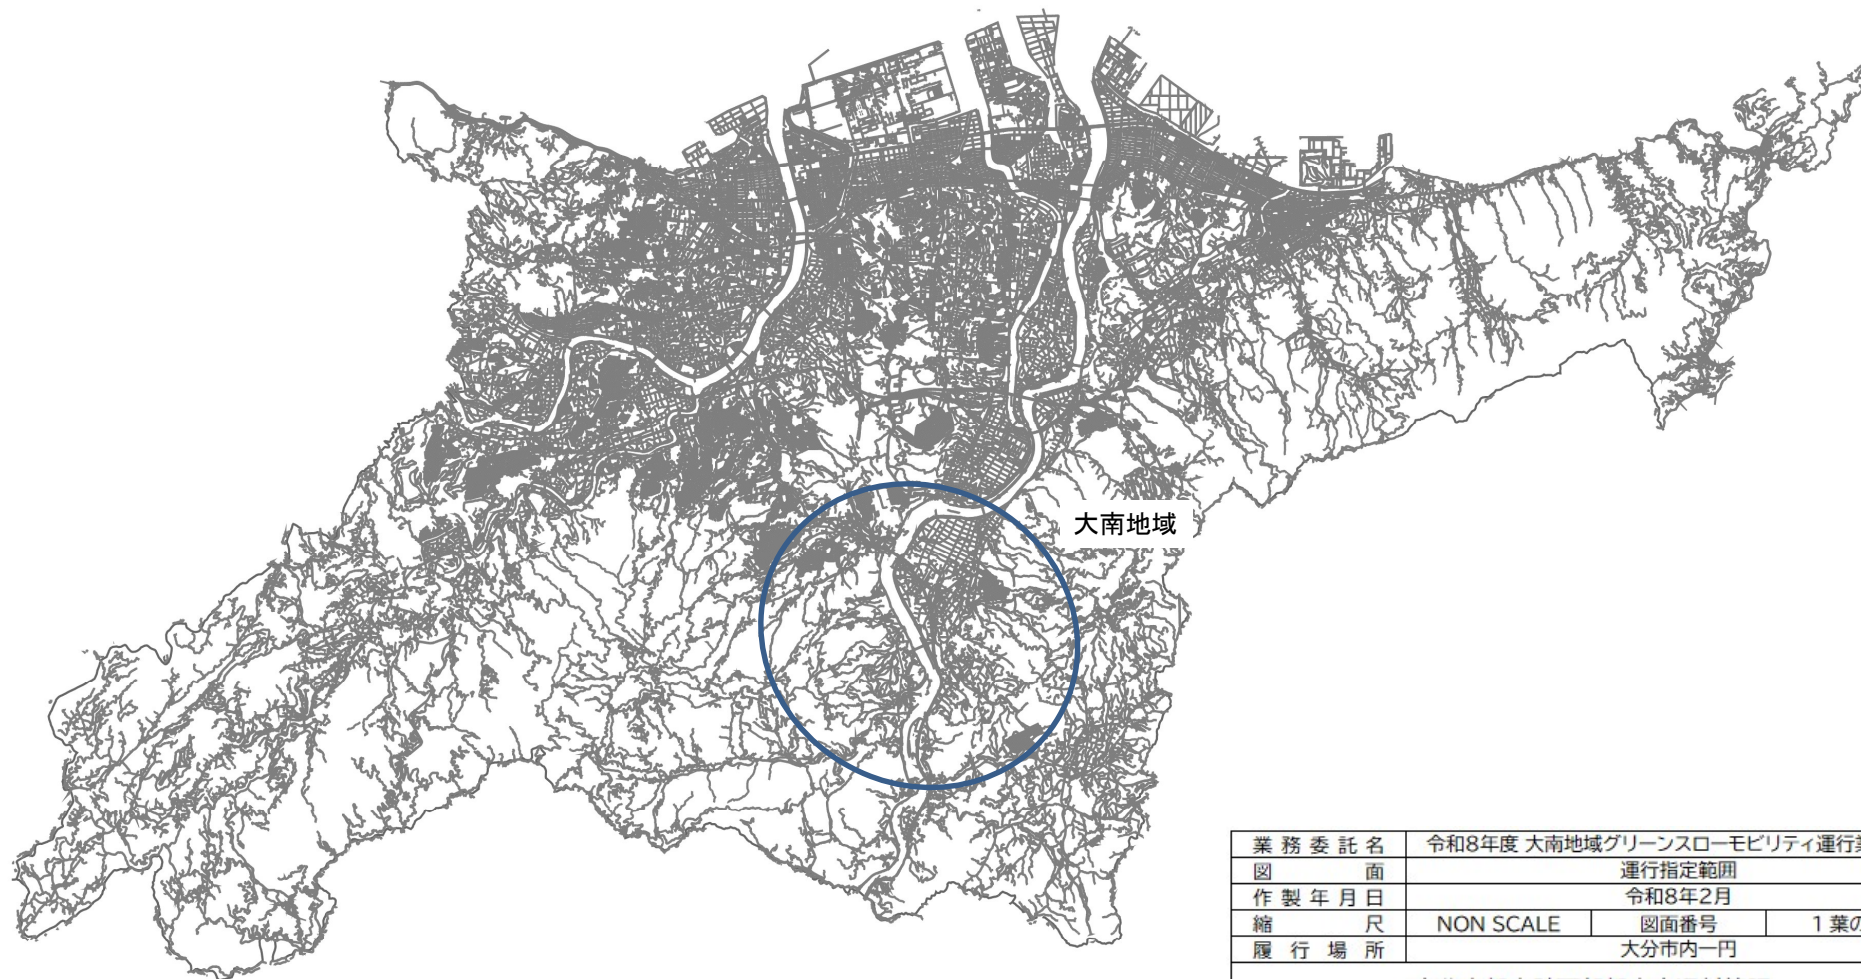 大南地域
業務委託名 令和8年度 大南地域グリーンスローモビリティ運行
図面 運行指定範囲
作製年月日 令和8年2月
縮尺 NON SCALE 図面番号 1葉の
履行場所 大分市内一円